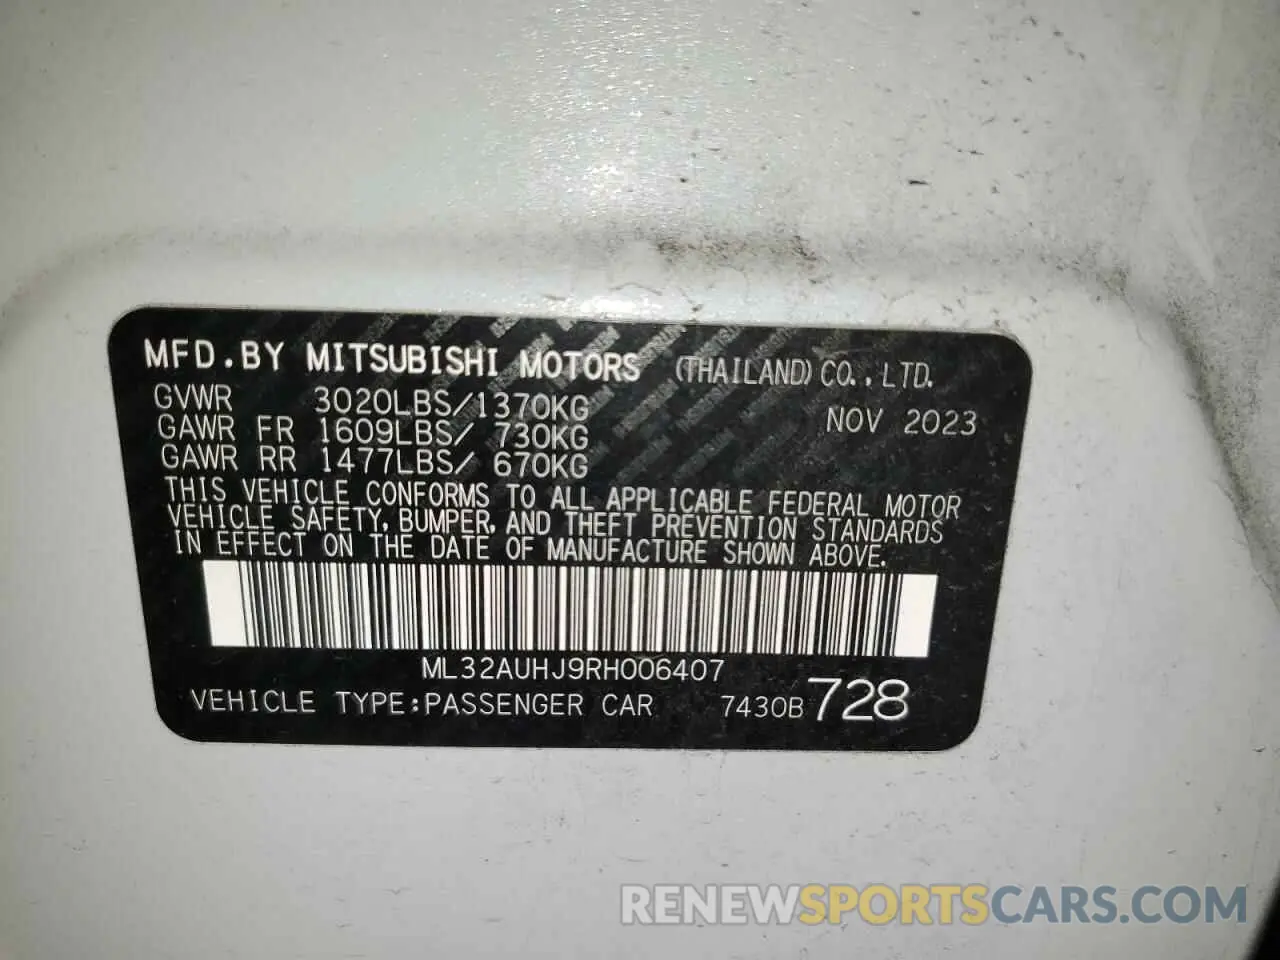 MFD.BY MITSUBISHI MOTORS (THAILAND) CO., LTD.
GVWR 3020LBS/1370KG NOV 2023
GAWR FR 1609LBS/ 730KG
GAWR RR 1477LBS/ 670KG
THIS VEHICLE CONFORMS TO ALL APPLICABLE FEDERAL MOTOR
VEHICLE SAFETY, BUMPER, AND THEFT PREVENTION STANDARDS
IN EFFECT ON THE DATE OF MANUFACTURE SHOWN ABOVE.
ML32AUHJ9RH006407
VEHICLE TYPE:PASSENGER CAR 7430B 728
RENEWSPORTSCARS.COM